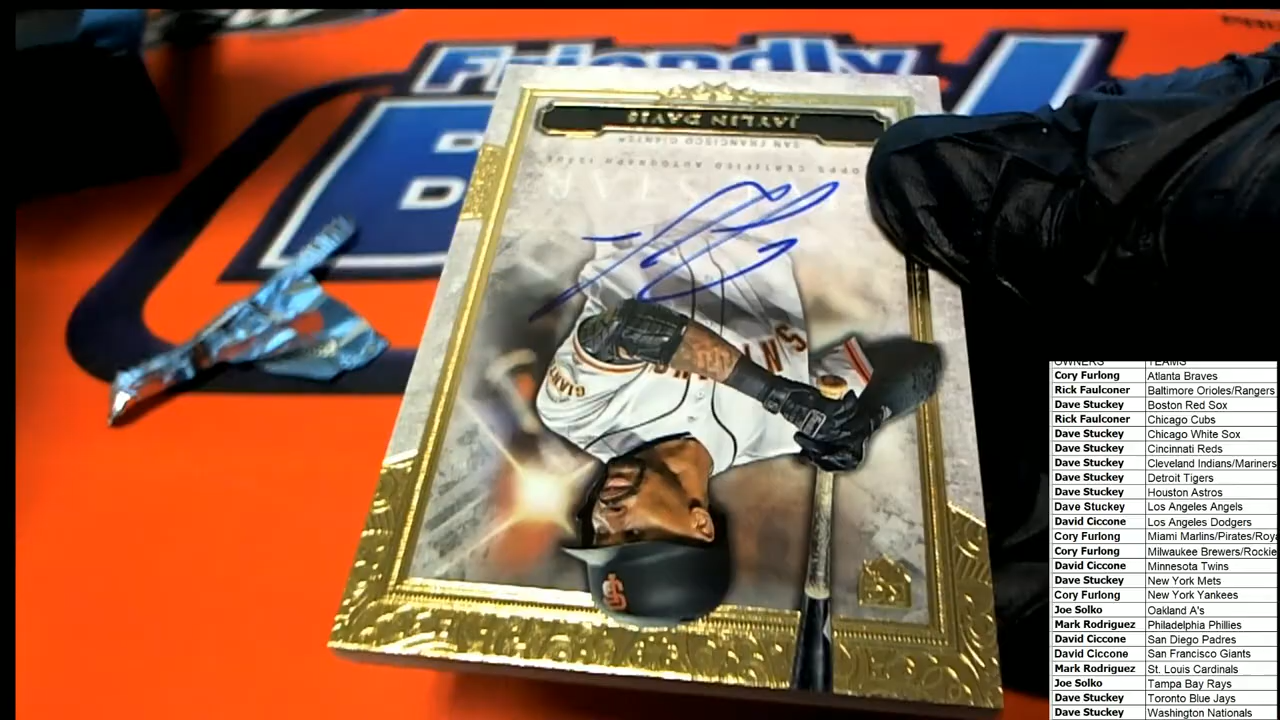 Friendly
JAYLIN DAVIS
SAN FRANCISCO GIANTS
TOPPS CERTIFIED AUTOGRAPH ISSUE
GIANTS
OWNERS TEAMS
Cory Furlong Atlanta Braves
Rick Faulconer Baltimore Orioles/Rangers
Dave Stuckey Boston Red Sox
Rick Faulconer Chicago Cubs
Dave Stuckey Chicago White Sox
Dave Stuckey Cincinnati Reds
Dave Stuckey Cleveland Indians/Mariners
Dave Stuckey Detroit Tigers
Dave Stuckey Houston Astros
Dave Stuckey Los Angeles Angels
David Ciccone Los Angeles Dodgers
Cory Furlong Miami Marlins/Pirates/Roya
Cory Furlong Milwaukee Brewers/Rockie
David Ciccone Minnesota Twins
Dave Stuckey New York Mets
Cory Furlong New York Yankees
Joe Solko Oakland A's
Mark Rodriguez Philadelphia Phillies
David Ciccone San Diego Padres
David Ciccone San Francisco Giants
Mark Rodriguez St. Louis Cardinals
Joe Solko Tampa Bay Rays
Dave Stuckey Toronto Blue Jays
Dave Stuckey Washington Nationals